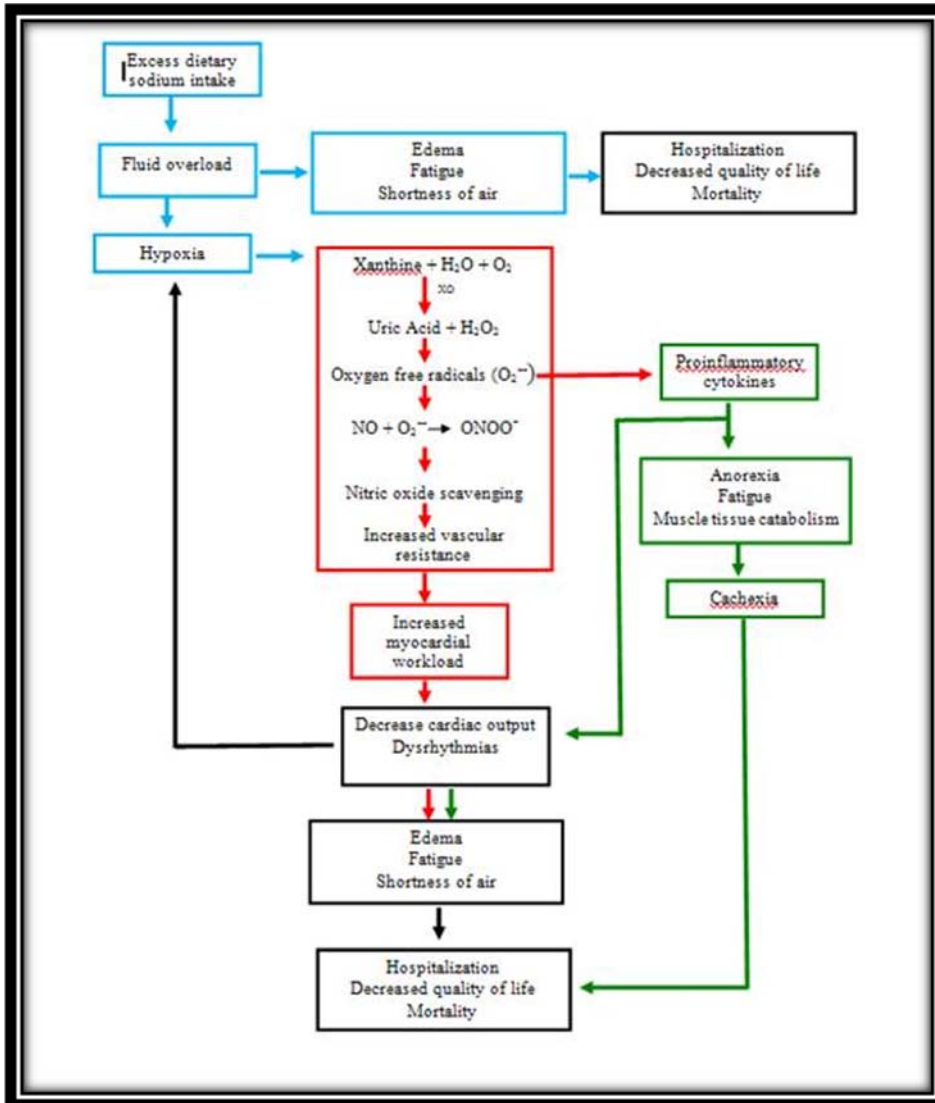 Excess dietary
sodium intake
Fluid overload
Edema
Fatigue
Shortness of air
Hospitalization
Decreased quality of life
Mortality
Hypoxia
Xanthine + H₂O + O₂
XO
Uric Acid + H₂O₂
Oxygen free radicals (O₂•−)
NO + O₂•− → ONOO⁻
Nitric oxide scavenging
Increased vascular
resistance
Proinflammatory
cytokines
Anorexia
Fatigue
Muscle tissue catabolism
Cachexia
Increased
myocardial
workload
Decrease cardiac output
Dysrhythmias
Edema
Fatigue
Shortness of air
Hospitalization
Decreased quality of life
Mortality